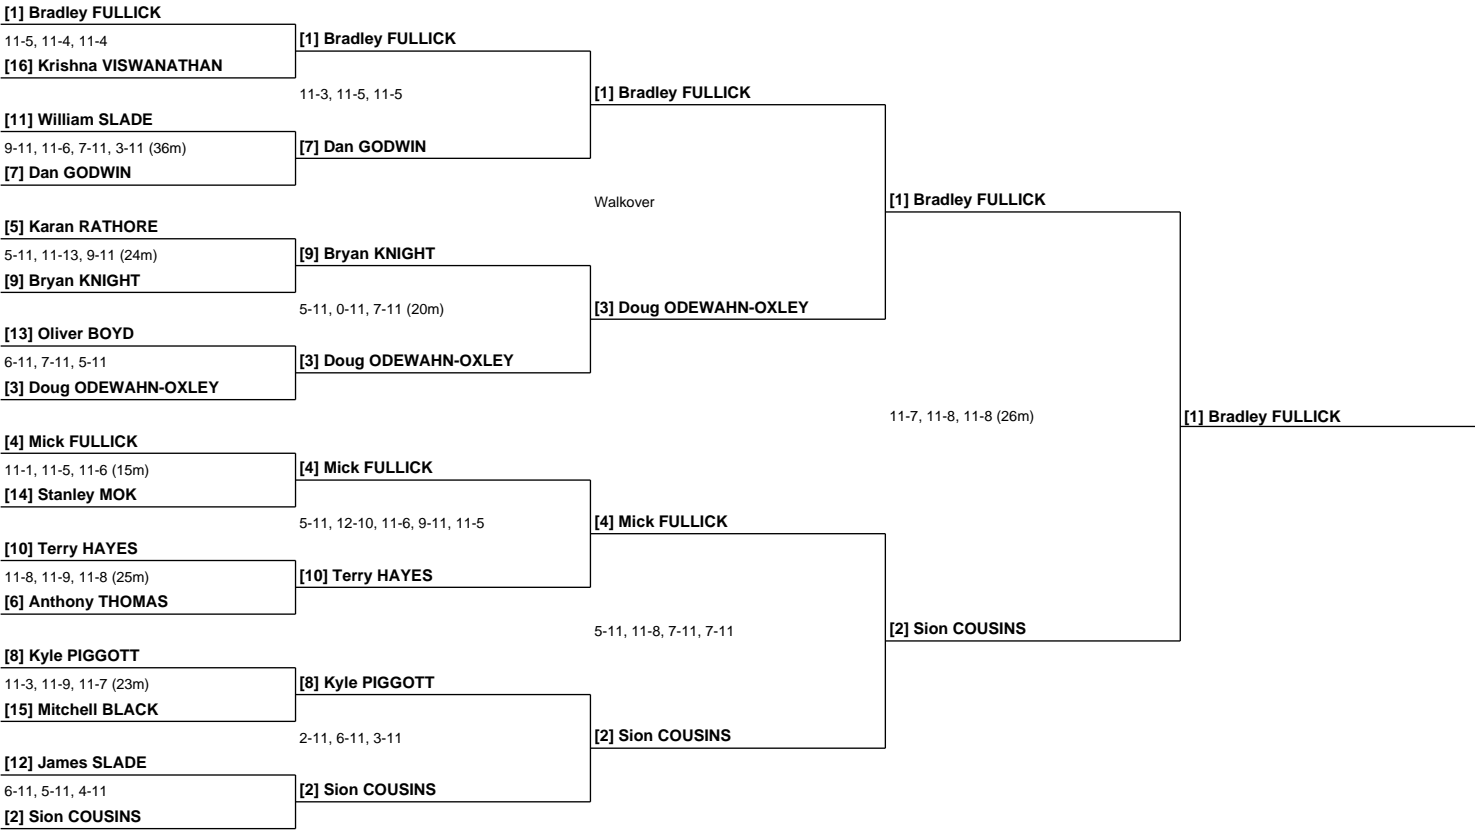 [1] Bradley FULLICK
11-5, 11-4, 11-4
[16] Krishna VISWANATHAN
[11] William SLADE
9-11, 11-6, 7-11, 3-11 (36m)
[7] Dan GODWIN
[5] Karan RATHORE
5-11, 11-13, 9-11 (24m)
[9] Bryan KNIGHT
[13] Oliver BOYD
6-11, 7-11, 5-11
[3] Doug ODEWAHN-OXLEY
[4] Mick FULLICK
11-1, 11-5, 11-6 (15m)
[14] Stanley MOK
[10] Terry HAYES
11-8, 11-9, 11-8 (25m)
[6] Anthony THOMAS
[8] Kyle PIGGOTT
11-3, 11-9, 11-7 (23m)
[15] Mitchell BLACK
[12] James SLADE
6-11, 5-11, 4-11
[2] Sion COUSINS
[1] Bradley FULLICK
11-3, 11-5, 11-5
[7] Dan GODWIN
[9] Bryan KNIGHT
5-11, 0-11, 7-11 (20m)
[3] Doug ODEWAHN-OXLEY
[4] Mick FULLICK
5-11, 12-10, 11-6, 9-11, 11-5
[10] Terry HAYES
[8] Kyle PIGGOTT
2-11, 6-11, 3-11
[2] Sion COUSINS
[1] Bradley FULLICK
Walkover
[3] Doug ODEWAHN-OXLEY
[4] Mick FULLICK
5-11, 11-8, 7-11, 7-11
[2] Sion COUSINS
[1] Bradley FULLICK
11-7, 11-8, 11-8 (26m)
[2] Sion COUSINS
[1] Bradley FULLICK